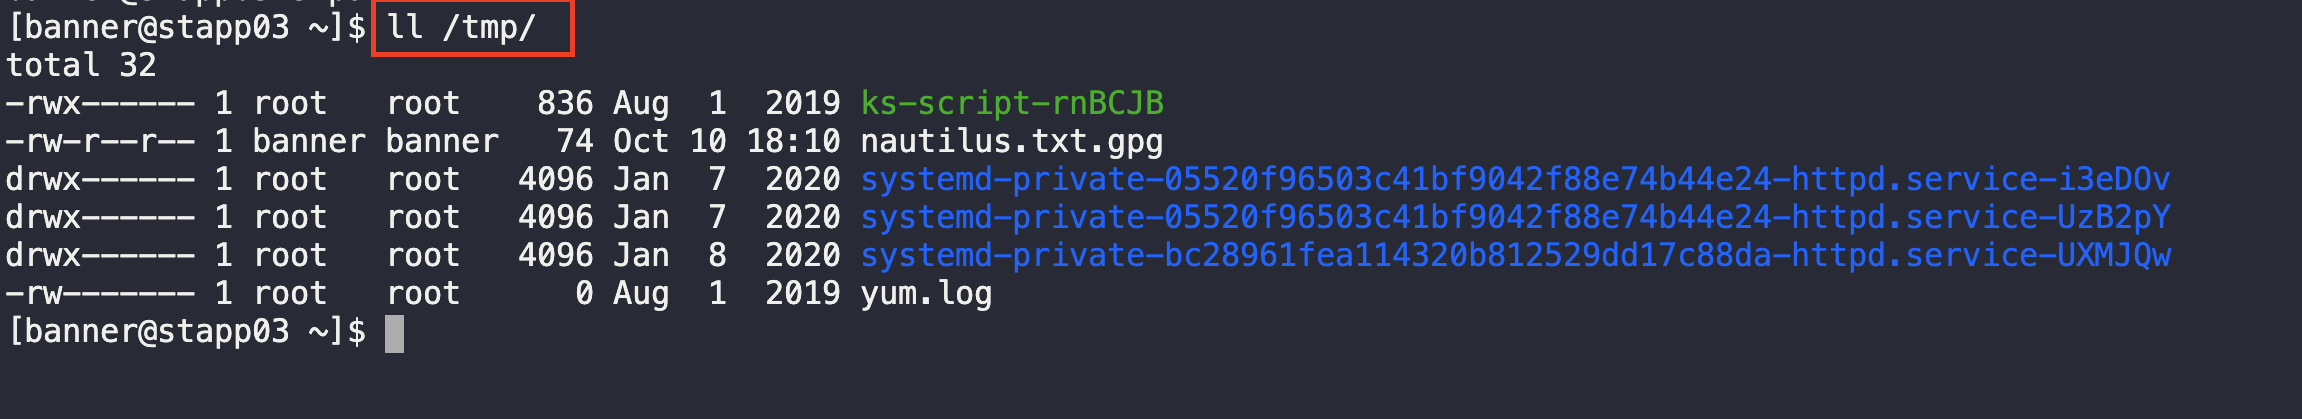 [banner@stapp03 ~]$ ll /tmp/
total 32
-rwx------ 1 root   root    836 Aug  1  2019 ks-script-rnBCJB
-rw-r--r-- 1 banner banner   74 Oct 10 18:10 nautilus.txt.gpg
drwx------ 1 root   root   4096 Jan  7  2020 systemd-private-05520f96503c41bf9042f88e74b44e24-httpd.service-i3eDOv
drwx------ 1 root   root   4096 Jan  7  2020 systemd-private-05520f96503c41bf9042f88e74b44e24-httpd.service-UzB2pY
drwx------ 1 root   root   4096 Jan  8  2020 systemd-private-bc28961fea114320b812529dd17c88da-httpd.service-UXMJQw
-rw------- 1 root   root      0 Aug  1  2019 yum.log
[banner@stapp03 ~]$